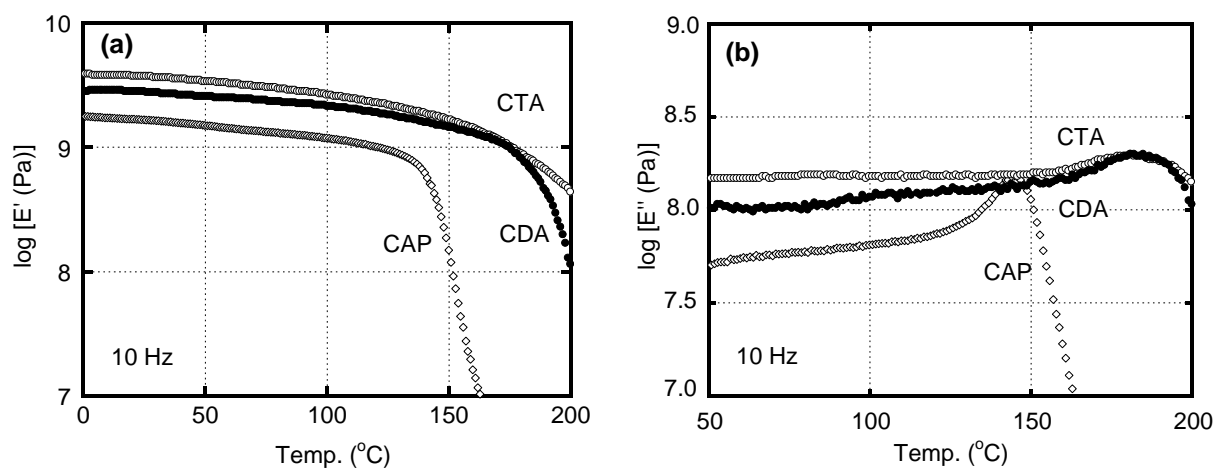 (a)
10
9
8
7
log [E' (Pa)]
CTA
CAP
CDA
10 Hz
0
50
100
150
200
Temp. (°C)
(b)
9.0
8.5
8.0
7.5
7.0
log [E" (Pa)]
CTA
CDA
CAP
10 Hz
50
100
150
200
Temp. (°C)